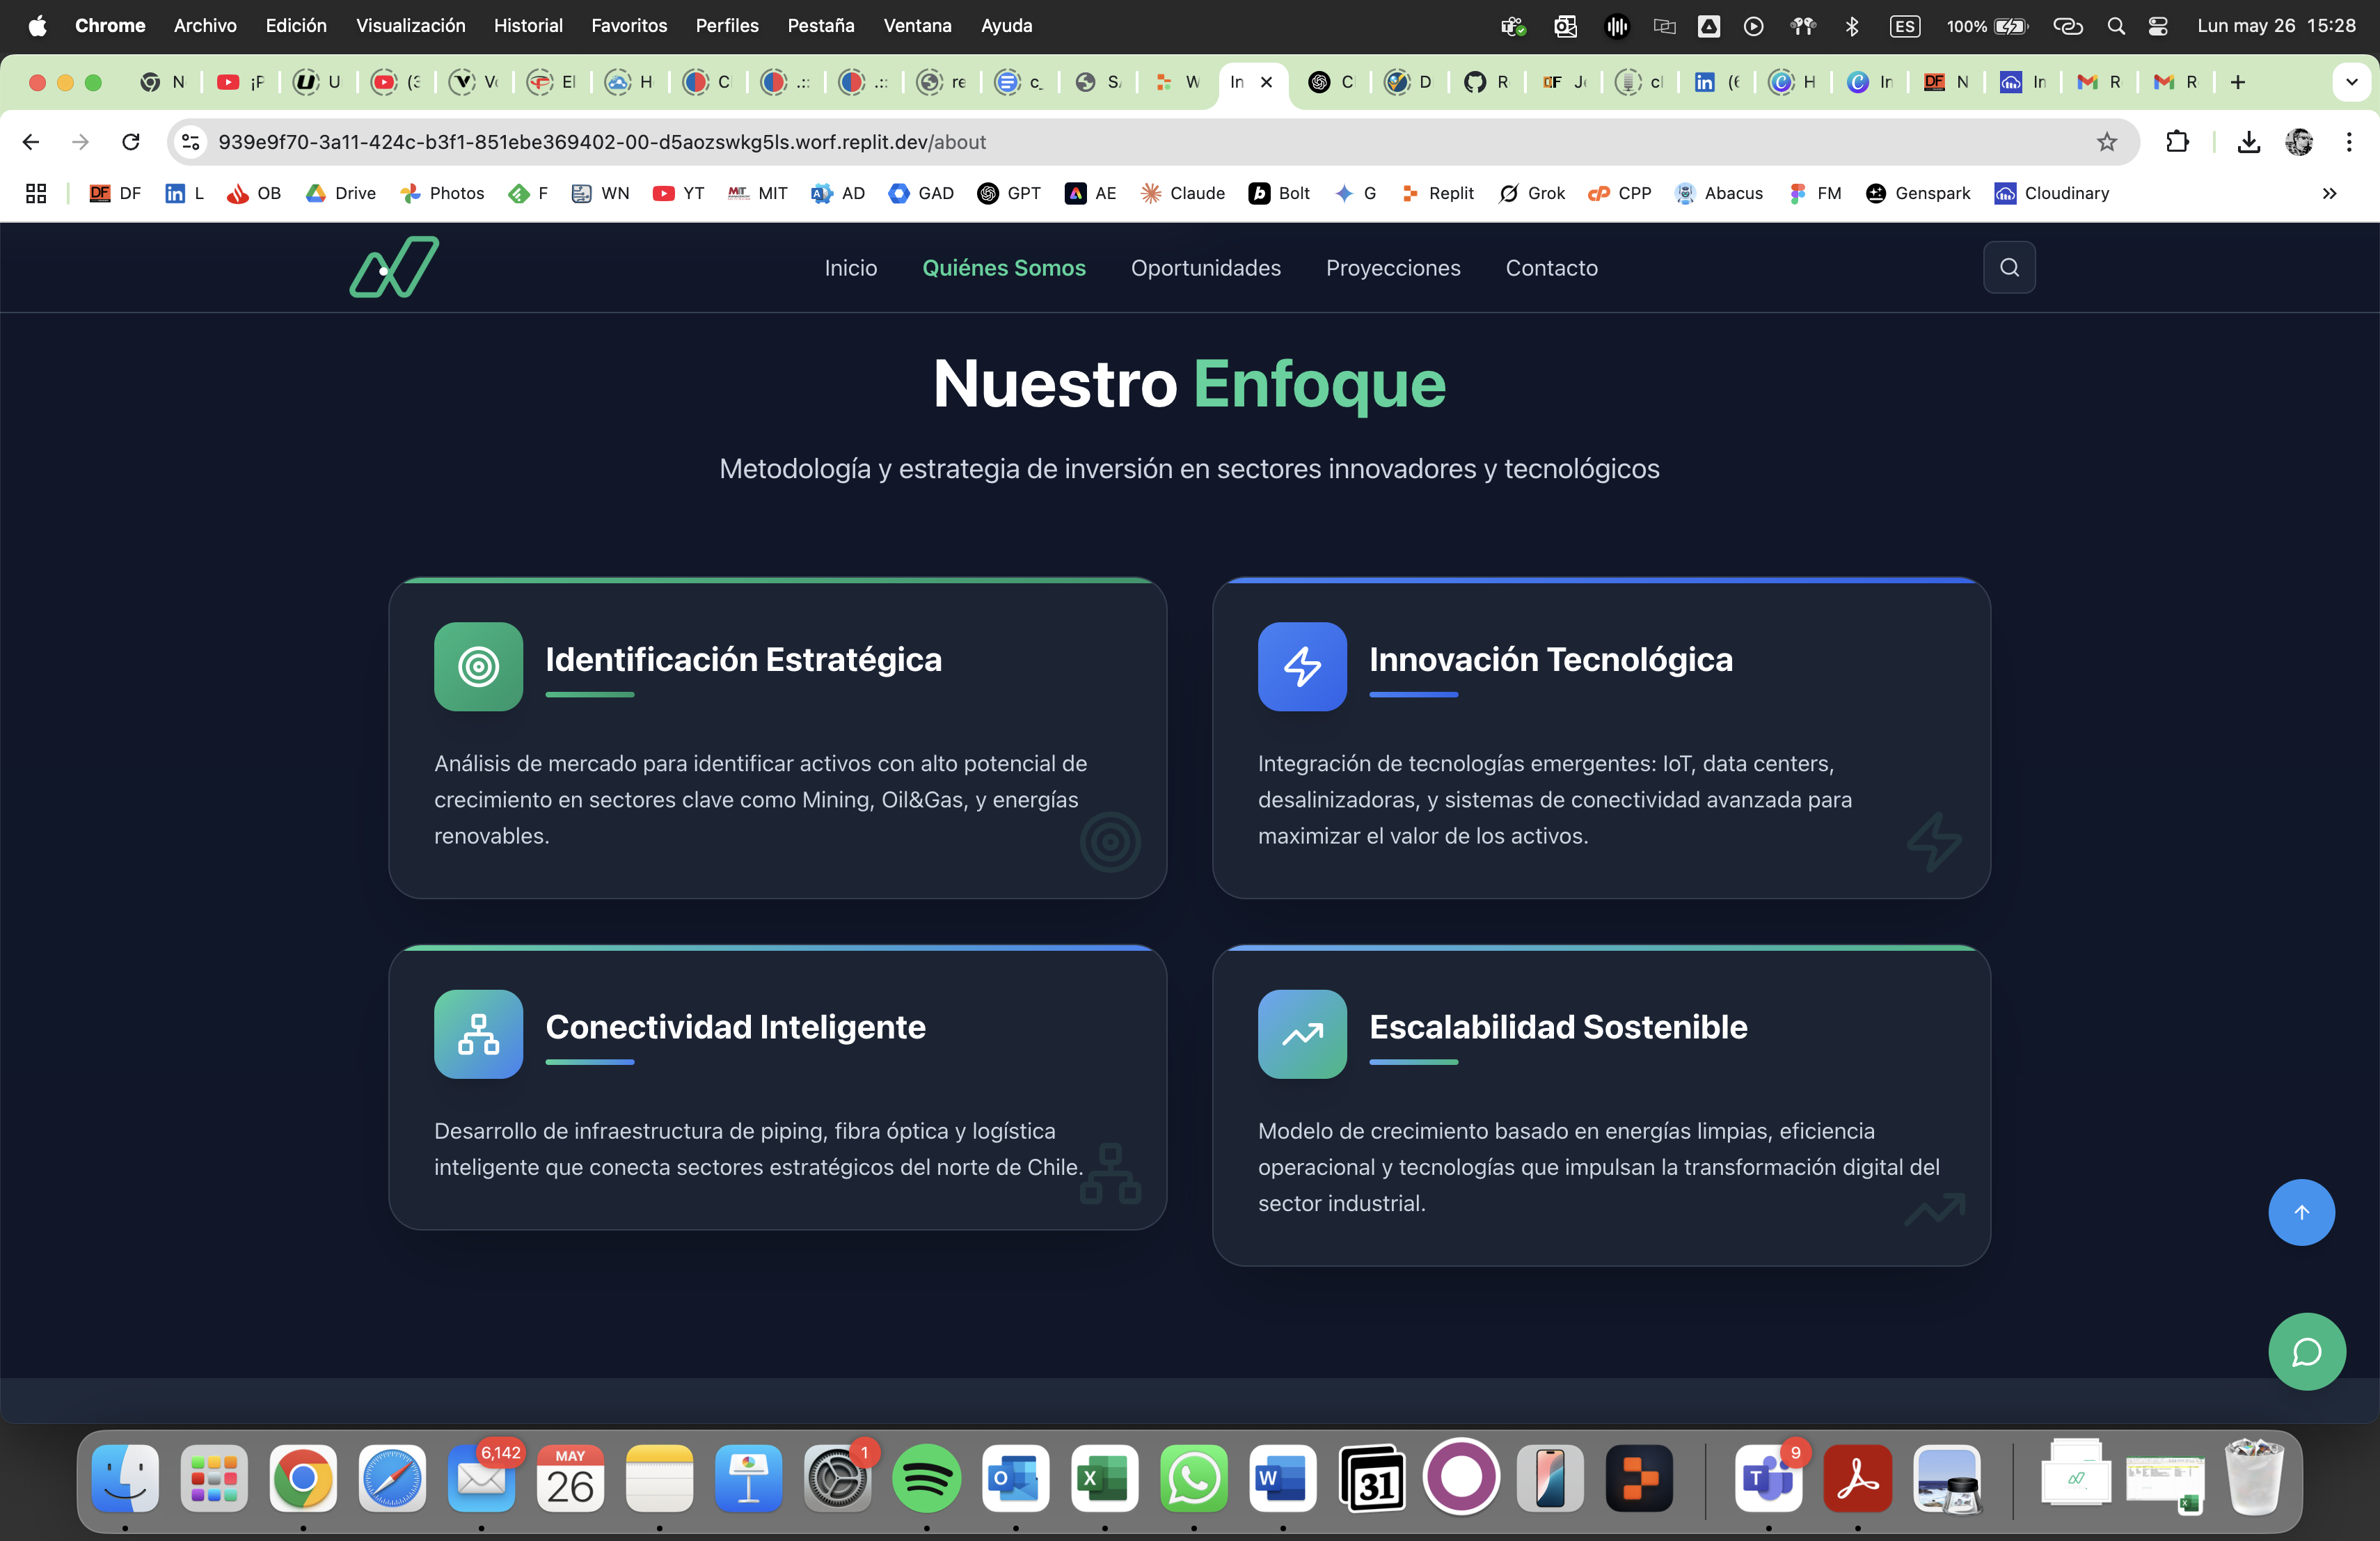 Chrome Archivo Edición Visualización Historial Favoritos Perfiles Pestaña Ventana Ayuda ES 100% Lun may 26 15:28
N ¡P U (3 V El H C .: .: re c_ S W In C D R J cl in ( H In DF N In R R
939e9f70-3a11-424c-b3f1-851ebe369402-00-d5aozswkg5ls.worf.replit.dev/about
DF DF in L OB Drive Photos F WN YT MIT AD GAD GPT AE Claude Bolt G Replit Grok CPP Abacus FM Genspark Cloudinary
Inicio Quiénes Somos Oportunidades Proyecciones Contacto
Nuestro Enfoque
Metodología y estrategia de inversión en sectores innovadores y tecnológicos
Identificación Estratégica
Análisis de mercado para identificar activos con alto potencial de
crecimiento en sectores clave como Mining, Oil&Gas, y energías
renovables.
Innovación Tecnológica
Integración de tecnologías emergentes: IoT, data centers,
desalinizadoras, y sistemas de conectividad avanzada para
maximizar el valor de los activos.
Conectividad Inteligente
Desarrollo de infraestructura de piping, fibra óptica y logística
inteligente que conecta sectores estratégicos del norte de Chile.
Escalabilidad Sostenible
Modelo de crecimiento basado en energías limpias, eficiencia
operacional y tecnologías que impulsan la transformación digital del
sector industrial.
6,142 MAY 1 9
26 31